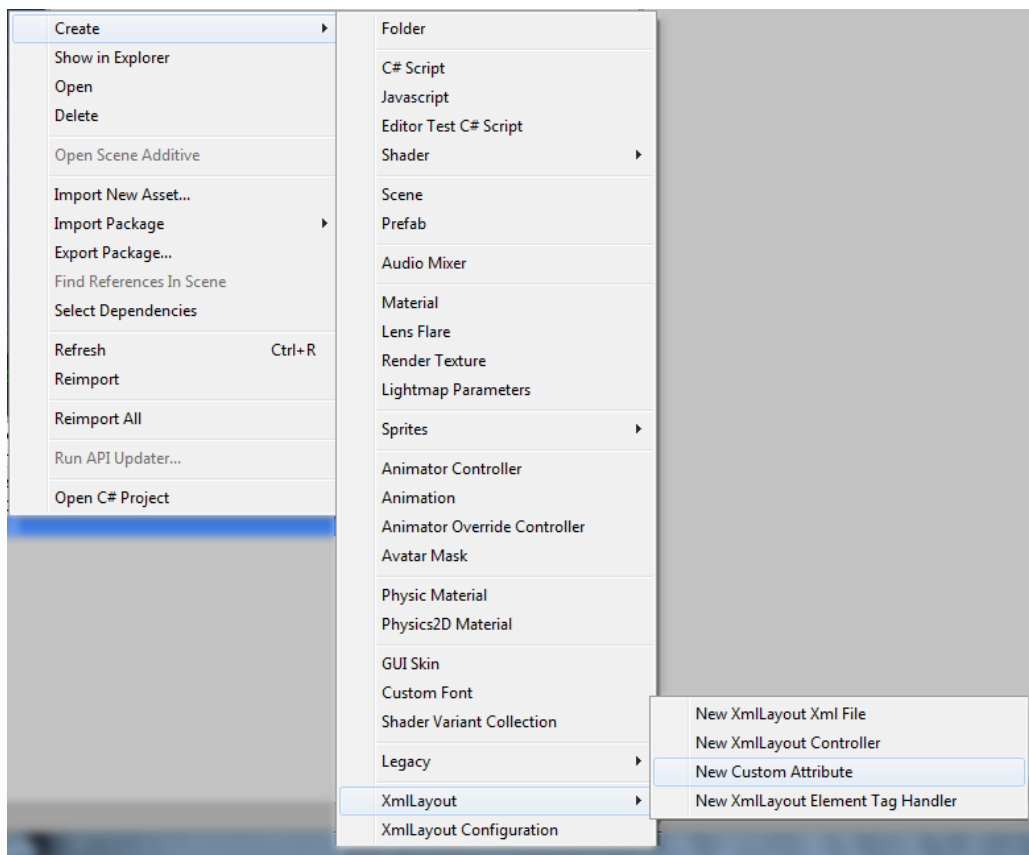 Create
Show in Explorer
Open
Delete
Open Scene Additive
Import New Asset...
Import Package
Export Package...
Find References In Scene
Select Dependencies
Refresh Ctrl+R
Reimport
Reimport All
Run API Updater...
Open C# Project
Folder
C# Script
Javascript
Editor Test C# Script
Shader
Scene
Prefab
Audio Mixer
Material
Lens Flare
Render Texture
Lightmap Parameters
Sprites
Animator Controller
Animation
Animator Override Controller
Avatar Mask
Physic Material
Physics2D Material
GUI Skin
Custom Font
Shader Variant Collection
Legacy
XmlLayout
XmlLayout Configuration
New XmlLayout Xml File
New XmlLayout Controller
New Custom Attribute
New XmlLayout Element Tag Handler